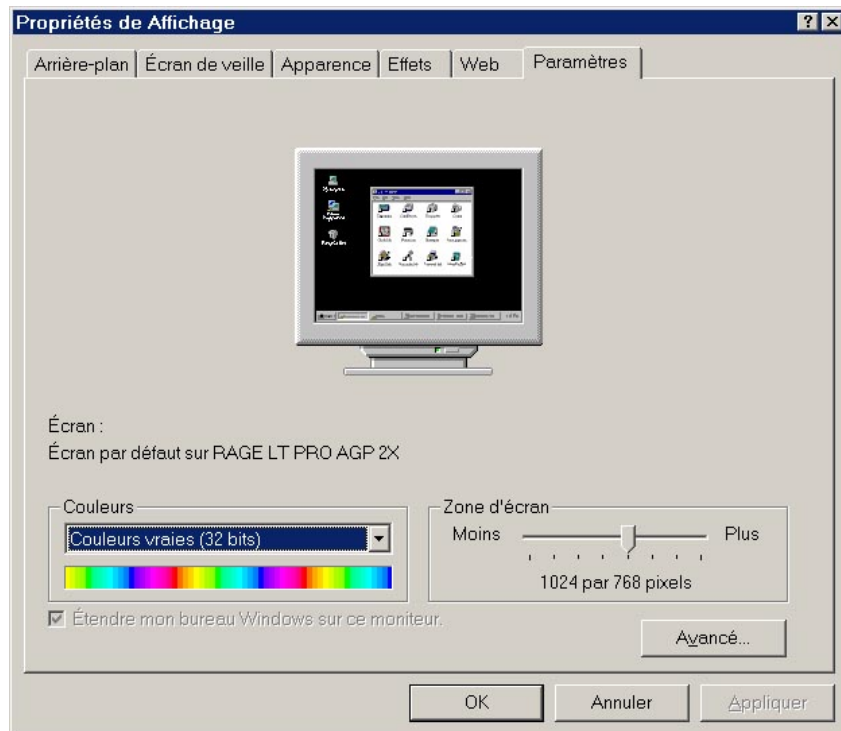 Propriétés de Affichage
Arrière-plan Écran de veille Apparence Effets Web Paramètres
Écran :
Écran par défaut sur RAGE LT PRO AGP 2X
Couleurs
Couleurs vraies (32 bits)
Zone d'écran
Moins Plus
1024 par 768 pixels
Étendre mon bureau Windows sur ce moniteur.
Avancé...
OK Annuler Appliquer